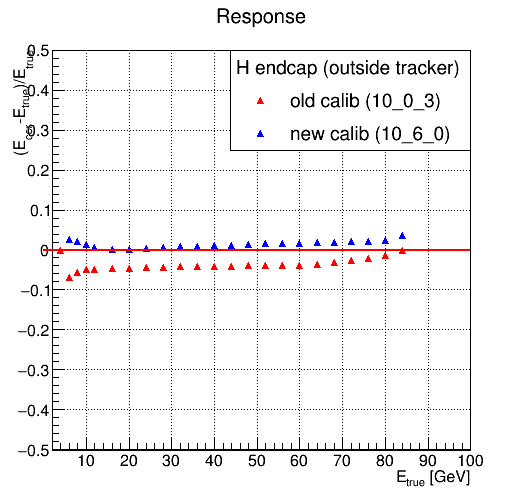 Response
(E_cor-E_true)/E_true
H endcap (outside tracker)
old calib (10_0_3)
new calib (10_6_0)
0.5
0.4
0.3
0.2
0.1
0
−0.1
−0.2
−0.3
−0.4
−0.5
10 20 30 40 50 60 70 80 90 100
E_true [GeV]